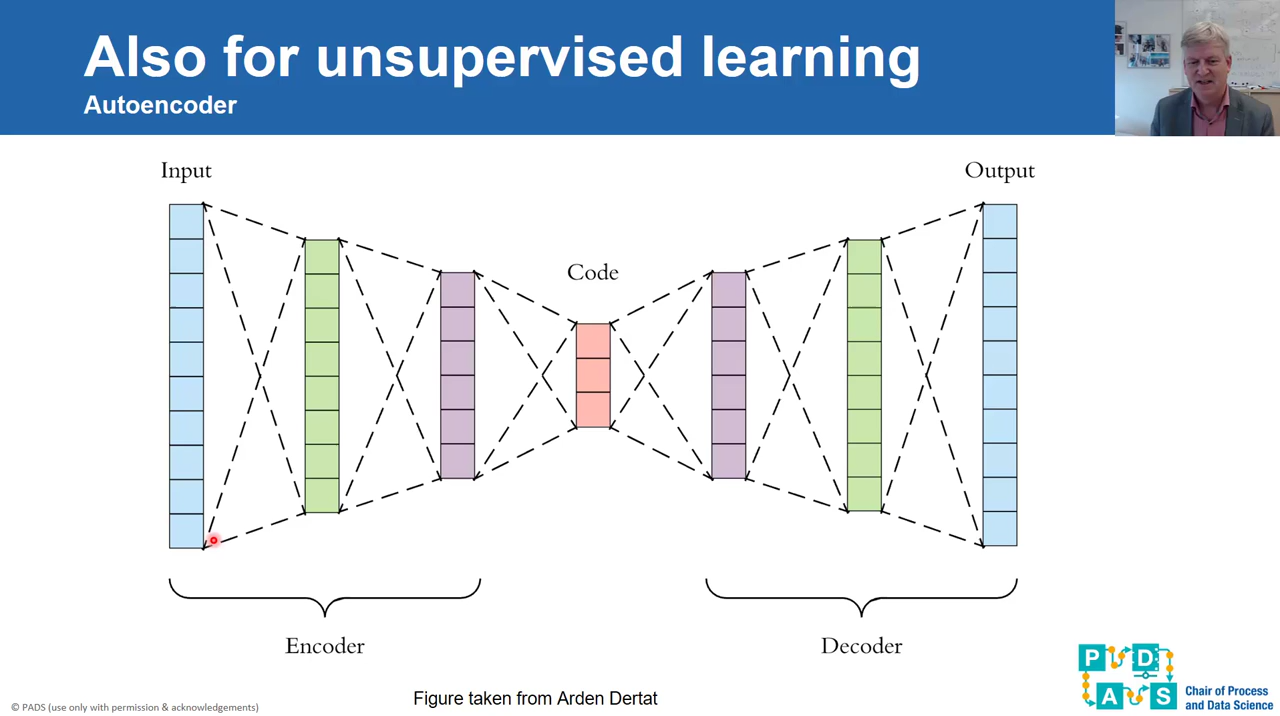 Also for unsupervised learning
Autoencoder
Input
Output
Code
Encoder
Decoder
Figure taken from Arden Dertat
© PADS (use only with permission & acknowledgements)
P D
A S
Chair of Process
and Data Science